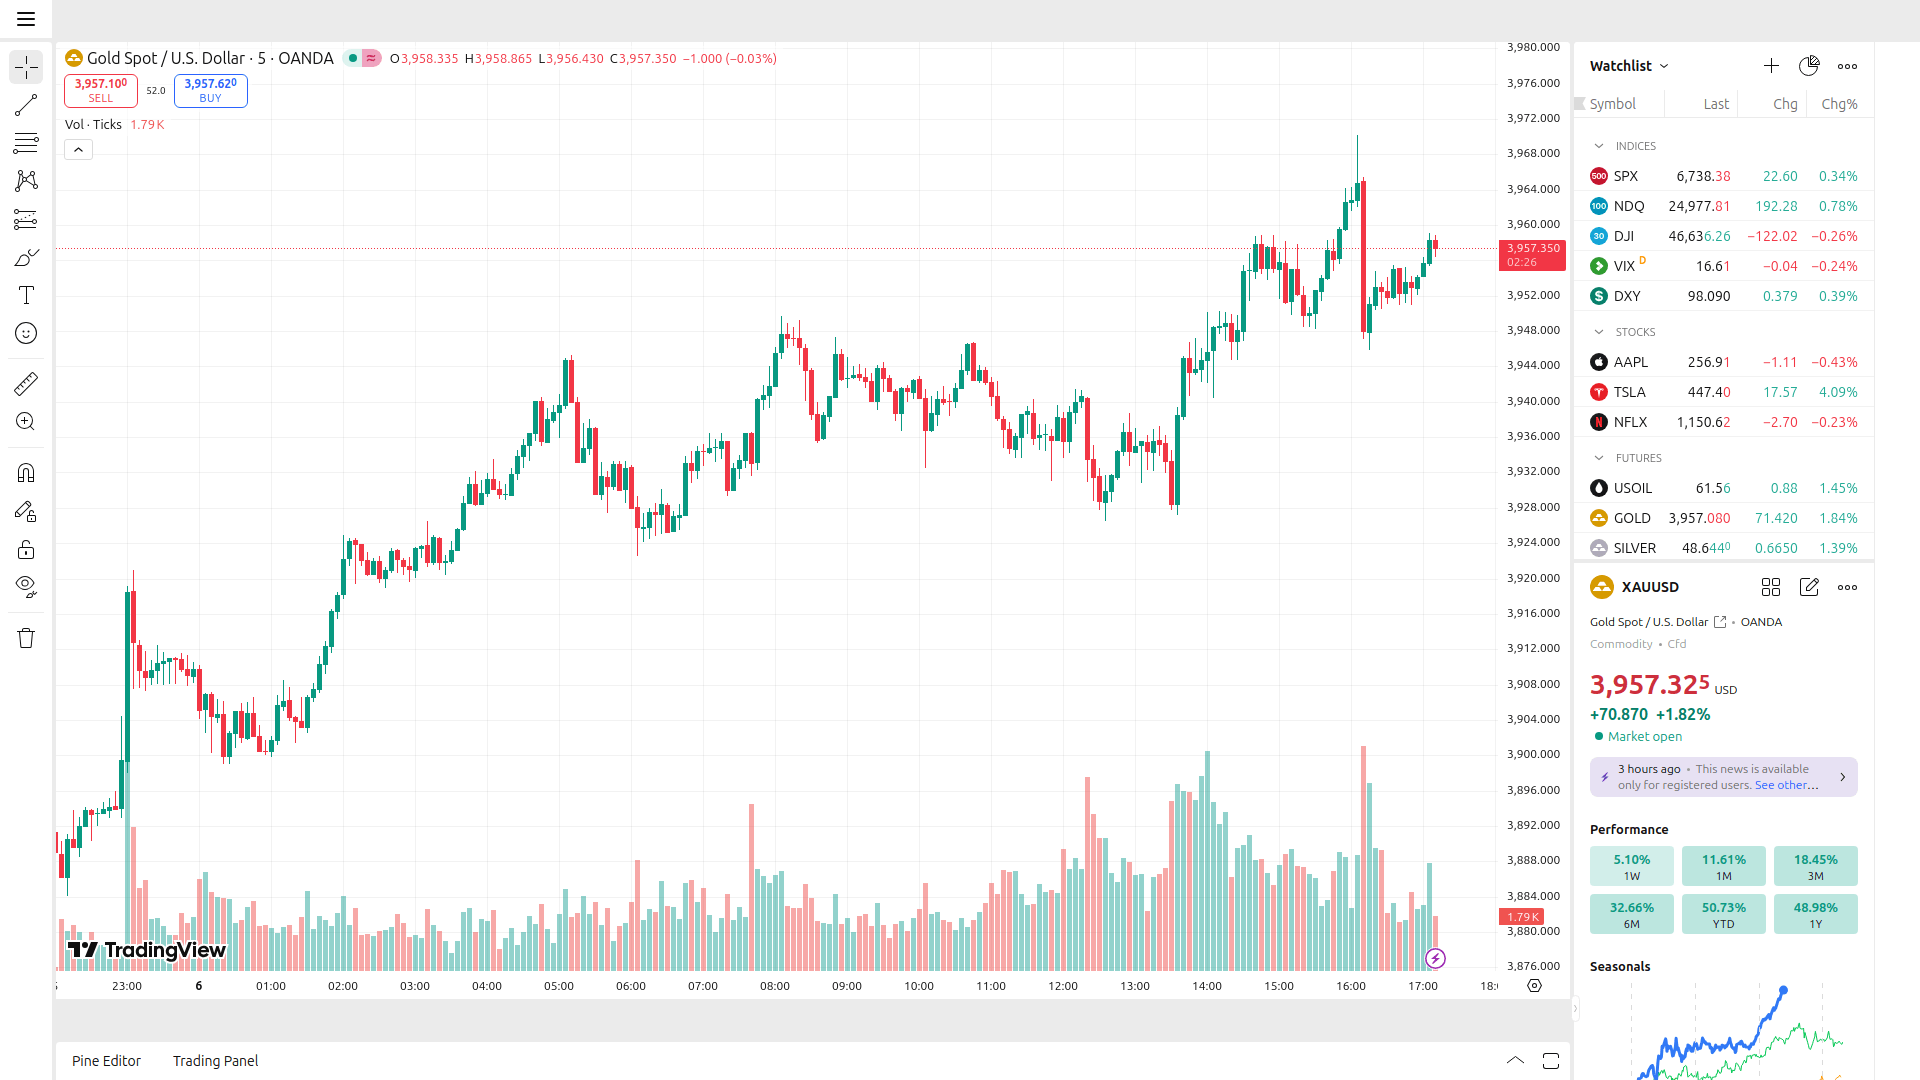 Gold Spot / U.S. Dollar · 5 · OANDA
O3,958.335 H3,958.865 L3,956.430 C3,957.350 −1.000 (−0.03%)
3,957.100
SELL
52.0
3,957.620
BUY
Vol · Ticks 1.79 K
3,980.000
3,976.000
3,972.000
3,968.000
3,964.000
3,960.000
3,957.350
02:26
3,952.000
3,948.000
3,944.000
3,940.000
3,936.000
3,932.000
3,928.000
3,924.000
3,920.000
3,916.000
3,912.000
3,908.000
3,904.000
3,900.000
3,896.000
3,892.000
3,888.000
3,884.000
1.79 K
3,880.000
3,876.000
TradingView
23:00 6 01:00 02:00 03:00 04:00 05:00 06:00 07:00 08:00 09:00 10:00 11:00 12:00 13:00 14:00 15:00 16:00 17:00
Pine Editor Trading Panel
Watchlist
Symbol Last Chg Chg%
INDICES
500 SPX 6,738.38 22.60 0.34%
100 NDQ 24,977.81 192.28 0.78%
30 DJI 46,636.26 −122.02 −0.26%
VIX D 16.61 −0.04 −0.24%
DXY 98.090 0.379 0.39%
STOCKS
AAPL 256.91 −1.11 −0.43%
TSLA 447.40 17.57 4.09%
NFLX 1,150.62 −2.70 −0.23%
FUTURES
USOIL 61.56 0.88 1.45%
GOLD 3,957.080 71.420 1.84%
SILVER 48.6440 0.6650 1.39%
XAUUSD
Gold Spot / U.S. Dollar • OANDA
Commodity • Cfd
3,957.325 USD
+70.870 +1.82%
Market open
3 hours ago • This news is available
only for registered users. See other…
Performance
5.10% 11.61% 18.45%
1W 1M 3M
32.66% 50.73% 48.98%
6M YTD 1Y
Seasonals